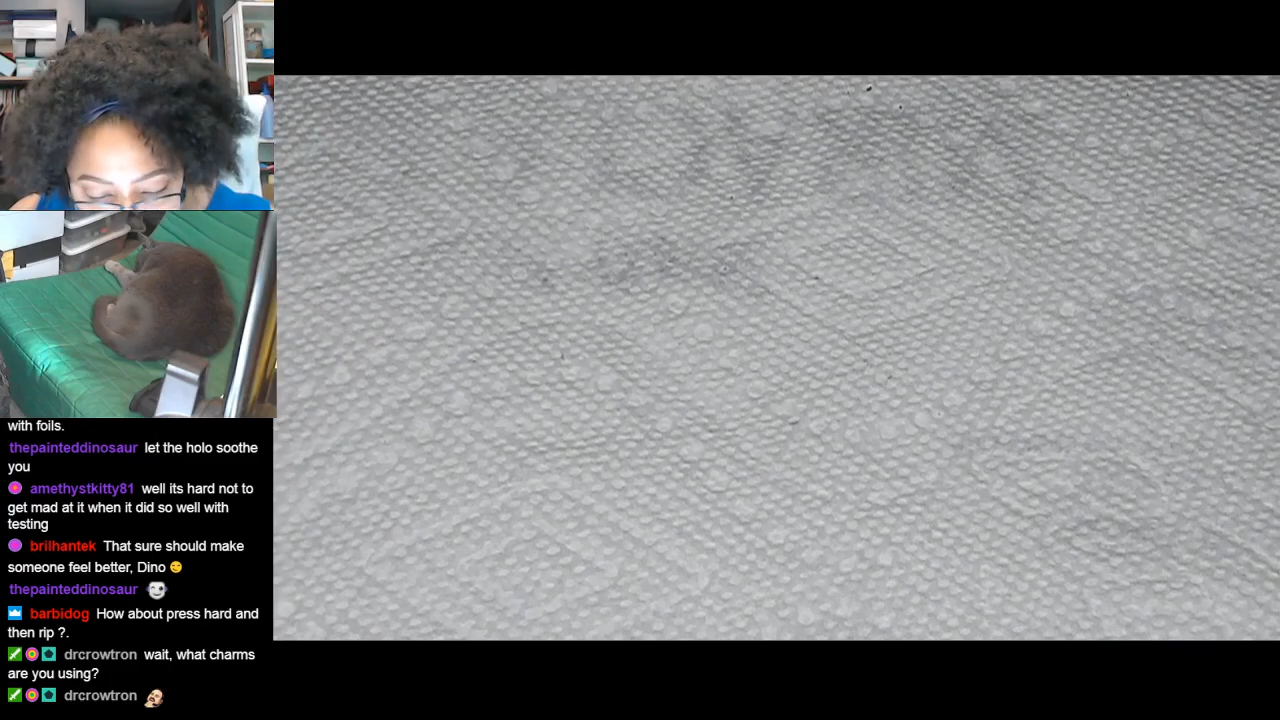 with foils.
thepainteddinosaur let the holo soothe
you
amethystkitty81 well its hard not to
get mad at it when it did so well with
testing
brilhantek That sure should make
someone feel better, Dino
thepainteddinosaur
barbidog How about press hard and
then rip ?.
drcrowtron wait, what charms
are you using?
drcrowtron